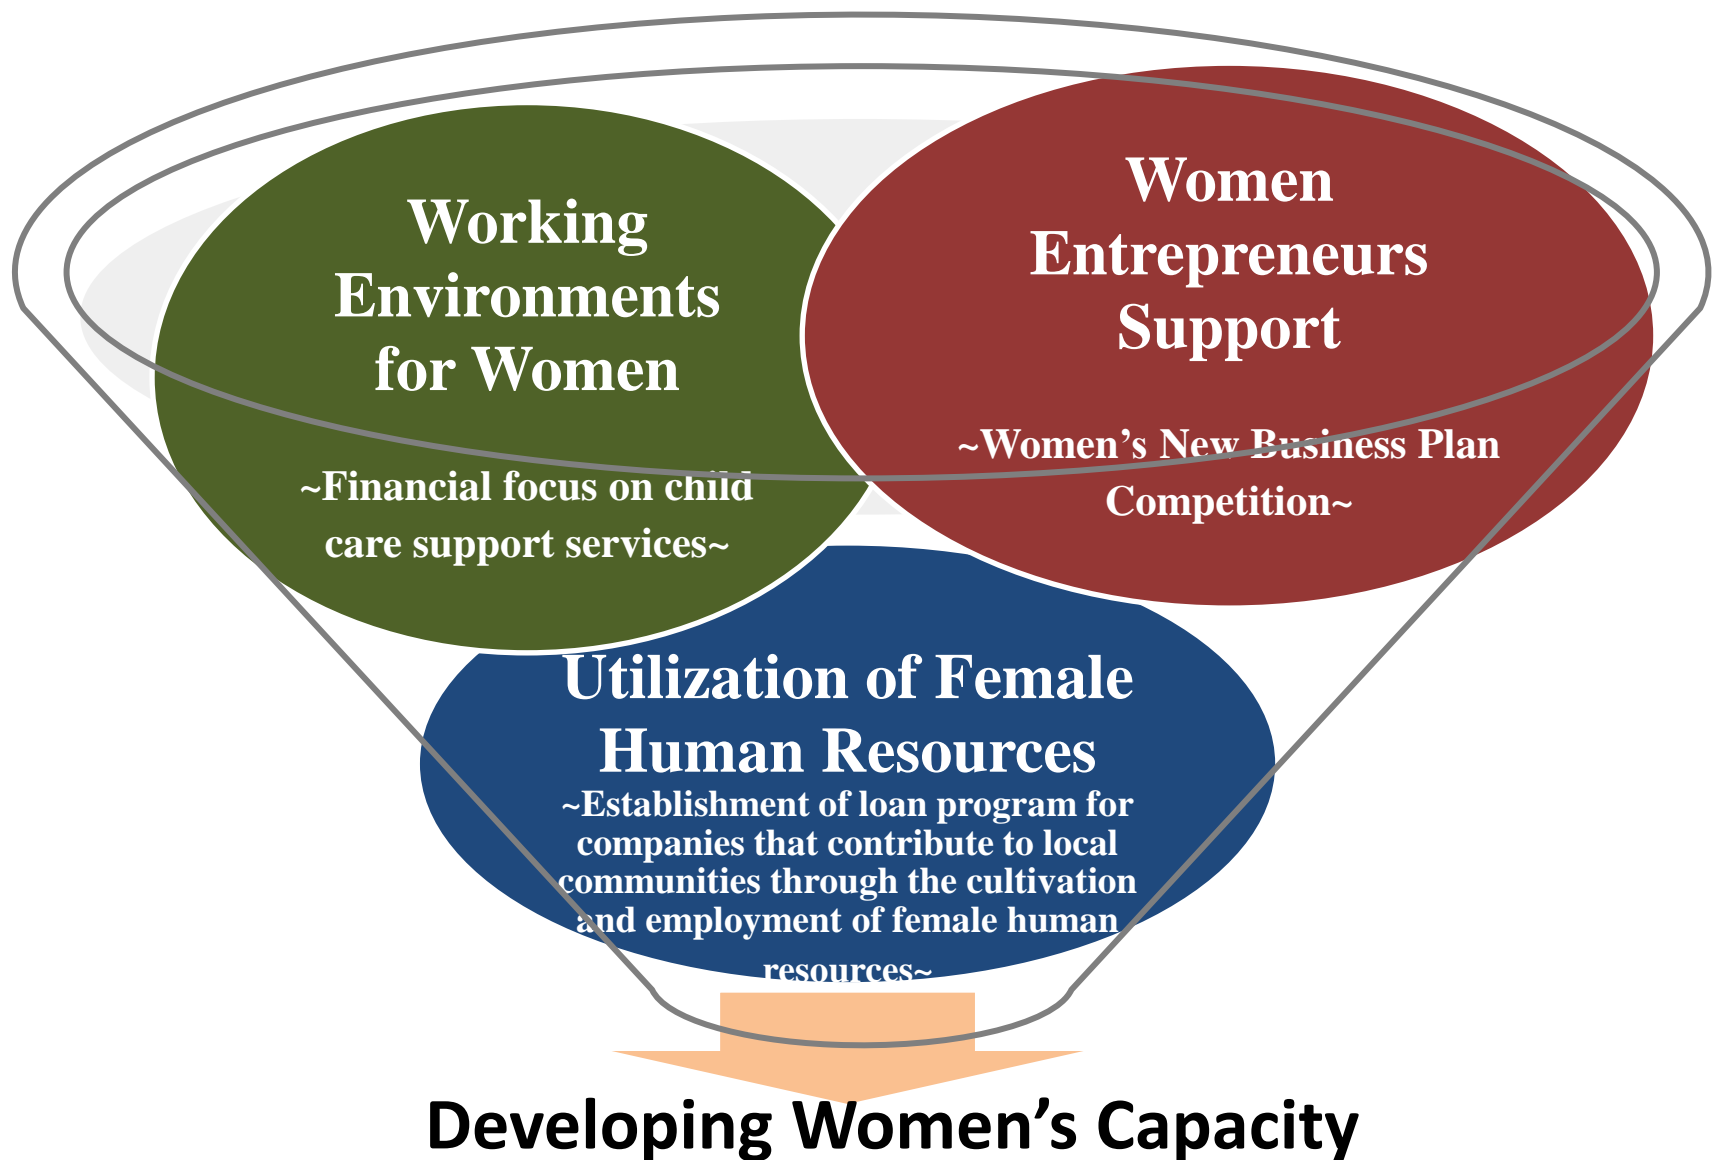 Working
Environments
for Women
~Financial focus on child
care support services~
Women
Entrepreneurs
Support
~Women’s New Business Plan
Competition~
Utilization of Female
Human Resources
~Establishment of loan program for
companies that contribute to local
communities through the cultivation
and employment of female human
resources~
Developing Women’s Capacity